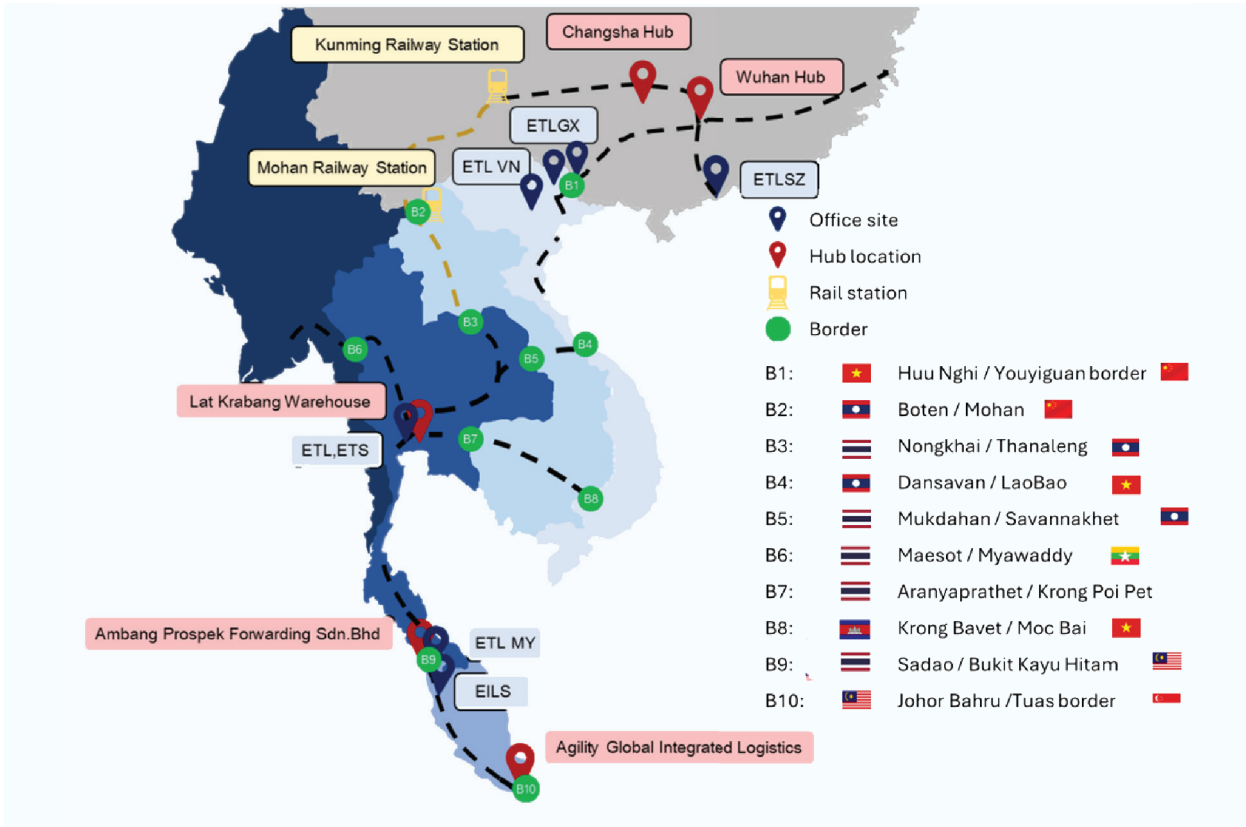 Kunming Railway Station
Changsha Hub
Wuhan Hub
ETLGX
Mohan Railway Station
ETL VN
B1
ETLSZ
B2
B3
B4
B5
B6
Lat Krabang Warehouse
ETL,ETS
B7
B8
Ambang Prospek Forwarding Sdn.Bhd
ETL MY
B9
EILS
Agility Global Integrated Logistics
B10
Office site
Hub location
Rail station
Border
B1: Huu Nghi / Youyiguan border
B2: Boten / Mohan
B3: Nongkhai / Thanaleng
B4: Dansavan / LaoBao
B5: Mukdahan / Savannakhet
B6: Maesot / Myawaddy
B7: Aranyaprathet / Krong Poi Pet
B8: Krong Bavet / Moc Bai
B9: Sadao / Bukit Kayu Hitam
B10: Johor Bahru /Tuas border